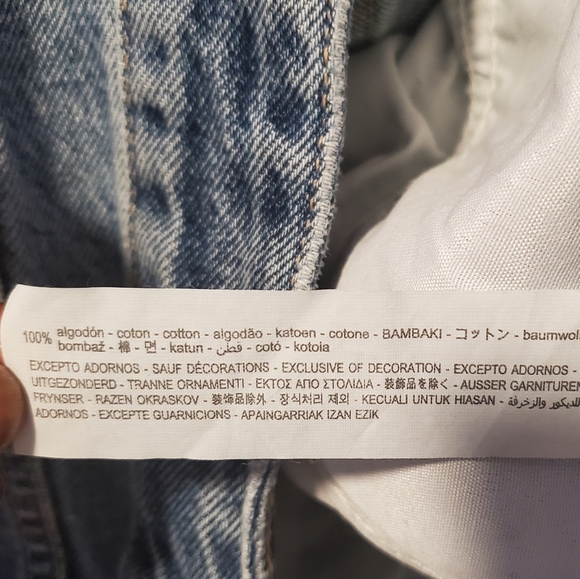 100% algodón - coton - cotton - algodão - katoen - cotone - BAMBAKI - コットン - baumwol
bombaž - 棉 - 면 - katun - قطن - cotó - kotoia
EXCEPTO ADORNOS - SAUF DÉCORATIONS - EXCLUSIVE OF DECORATION - EXCEPTO ADORNOS -
UITGEZONDERD - TRANNE ORNAMENTI - ΕΚΤΟΣ ΑΠΟ ΣΤΟΛΙΔΙΑ - 装飾品を除く - AUSSER GARNITUREN
FRYNSER - RAZEN OKRASKOV - 装饰品除外 - 장식처리 제외 - KECUALI UNTUK HIASAN - للديكور والزخرفة
ADORNOS - EXCEPTE GUARNICIONS - APAINGARRIAK IZAN EZIK